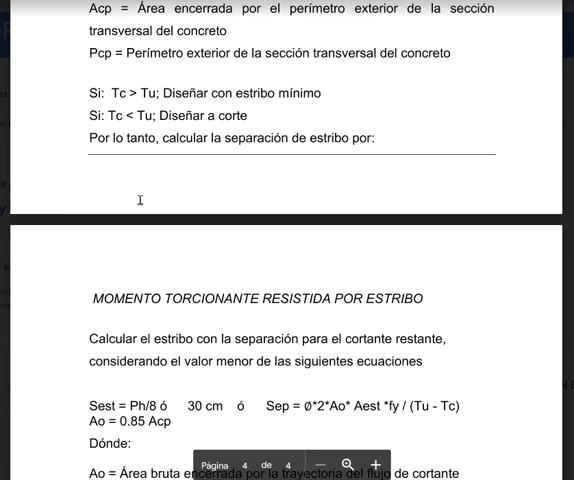 Acp = Área encerrada por el perímetro exterior de la sección
transversal del concreto
Pcp = Perímetro exterior de la sección transversal del concreto
Si: Tc > Tu; Diseñar con estribo mínimo
Si: Tc < Tu; Diseñar a corte
Por lo tanto, calcular la separación de estribo por:
MOMENTO TORCIONANTE RESISTIDA POR ESTRIBO
Calcular el estribo con la separación para el cortante restante,
considerando el valor menor de las siguientes ecuaciones
Sest = Ph/8 ó 30 cm ó Sep = ∅*2*Ao* Aest *fy / (Tu - Tc)
Ao = 0.85 Acp
Dónde:
Página 4 de 4
Ao = Área bruta encerrada por la trayectoria del flujo de cortante